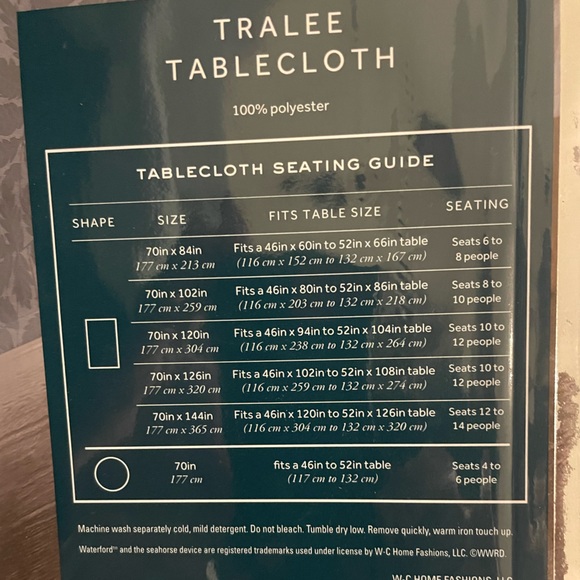 TRALEE
TABLECLOTH
100% polyester
TABLECLOTH SEATING GUIDE
SHAPE SIZE FITS TABLE SIZE SEATING
70in x 84in Fits a 46in x 60in to 52in x 66in table Seats 6 to
177 cm x 213 cm (116 cm x 152 cm to 132 cm x 167 cm) 8 people
70in x 102in Fits a 46in x 80in to 52in x 86in table Seats 8 to
177 cm x 259 cm (116 cm x 203 cm to 132 cm x 218 cm) 10 people
70in x 120in Fits a 46in x 94in to 52in x 104in table Seats 10 to
177 cm x 304 cm (116 cm x 238 cm to 132 cm x 264 cm) 12 people
70in x 126in Fits a 46in x 102in to 52in x 108in table Seats 10 to
177 cm x 320 cm (116 cm x 259 cm to 132 cm x 274 cm) 12 people
70in x 144in Fits a 46in x 120in to 52in x 126in table Seats 12 to
177 cm x 365 cm (116 cm x 304 cm to 132 cm x 320 cm) 14 people
70in fits a 46in to 52in table Seats 4 to
177 cm (117 cm to 132 cm) 6 people
Machine wash separately cold, mild detergent. Do not bleach. Tumble dry low. Remove quickly, warm iron touch up.
Waterford™ and the seahorse device are registered trademarks used under license by W-C Home Fashions, LLC. ©WWRD.
W-C HOME FASHIONS, LLC